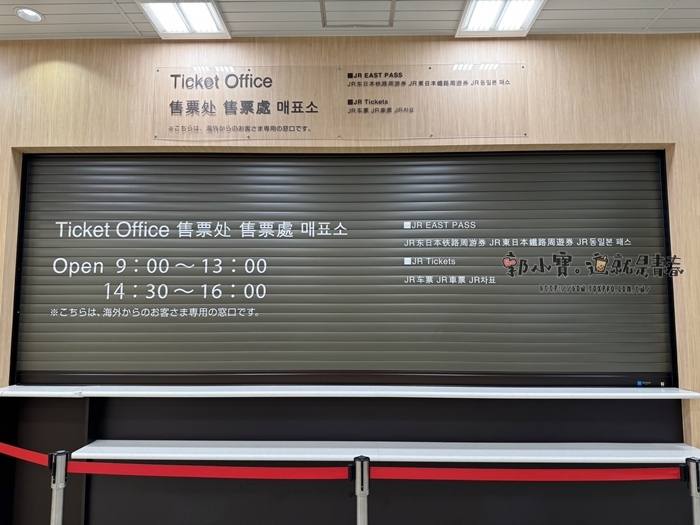 Ticket Office
售票处 售票處 매표소
※こちらは、海外からのお客さま専用の窓口です。
■JR EAST PASS
JR东日本铁路周游券 JR東日本鐵路周遊券 JR동일본 패스
■JR Tickets
JR车票 JR車票 JR차표
Ticket Office 售票处 售票處 매표소
Open 9：00～13：00
14：30～16：00
※こちらは、海外からのお客さま専用の窓口です。
■JR EAST PASS
JR东日本铁路周游券 JR東日本鐵路周遊券 JR동일본 패스
■JR Tickets
JR车票 JR車票 JR차표
郭小寶。這就是青春